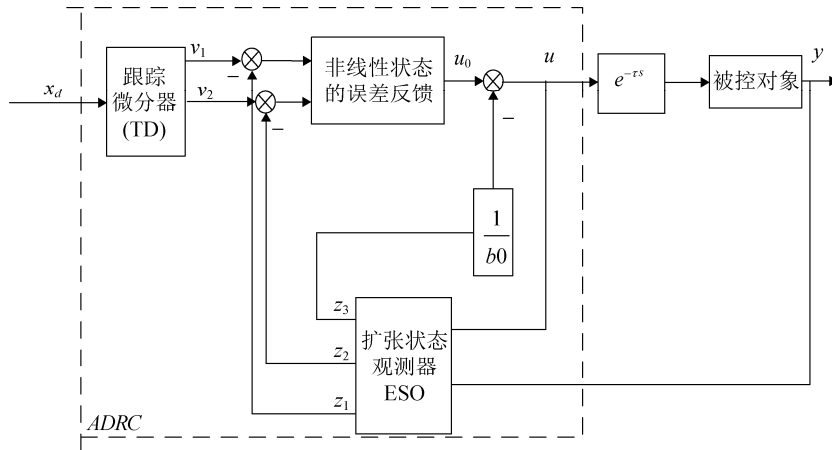 x_d
跟踪
微分器
(TD)
v_1
v_2
−
−
非线性状态
的误差反馈
u_0
−
u
e^{-τs}
被控对象
y
1
b0
z_3
z_2
z_1
扩张状态
观测器
ESO
ADRC